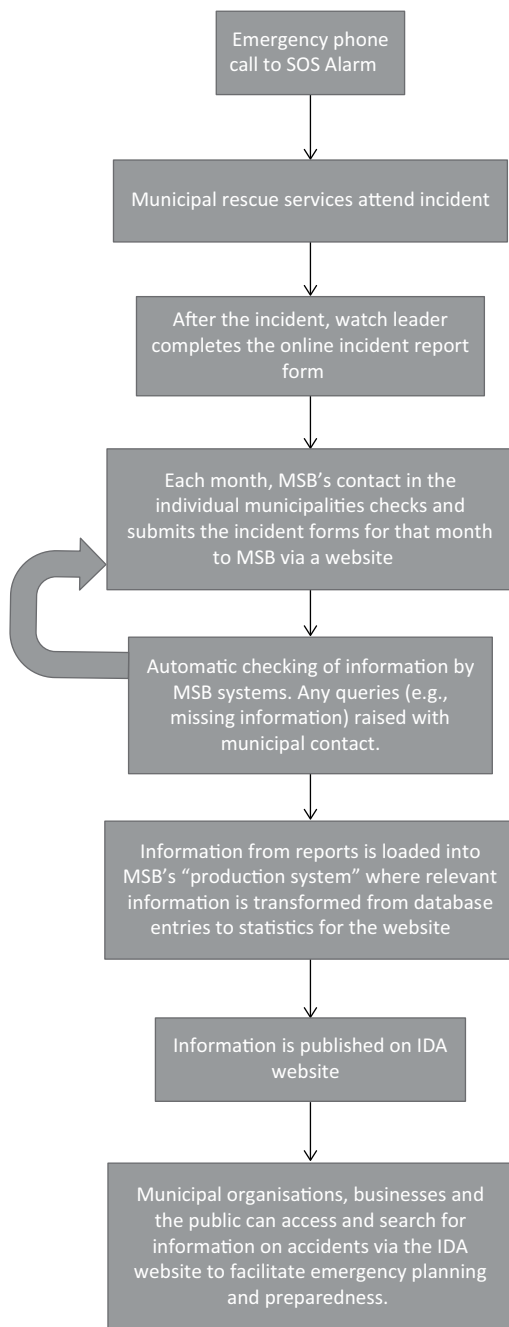 Emergency phone
call to SOS Alarm
Municipal rescue services attend incident
After the incident, watch leader
completes the online incident report
form
Each month, MSB’s contact in the
individual municipalities checks and
submits the incident forms for that month
to MSB via a website
Automatic checking of information by
MSB systems. Any queries (e.g.,
missing information) raised with
municipal contact.
Information from reports is loaded into
MSB’s “production system” where relevant
information is transformed from database
entries to statistics for the website
Information is published on IDA
website
Municipal organisations, businesses and
the public can access and search for
information on accidents via the IDA
website to facilitate emergency planning
and preparedness.